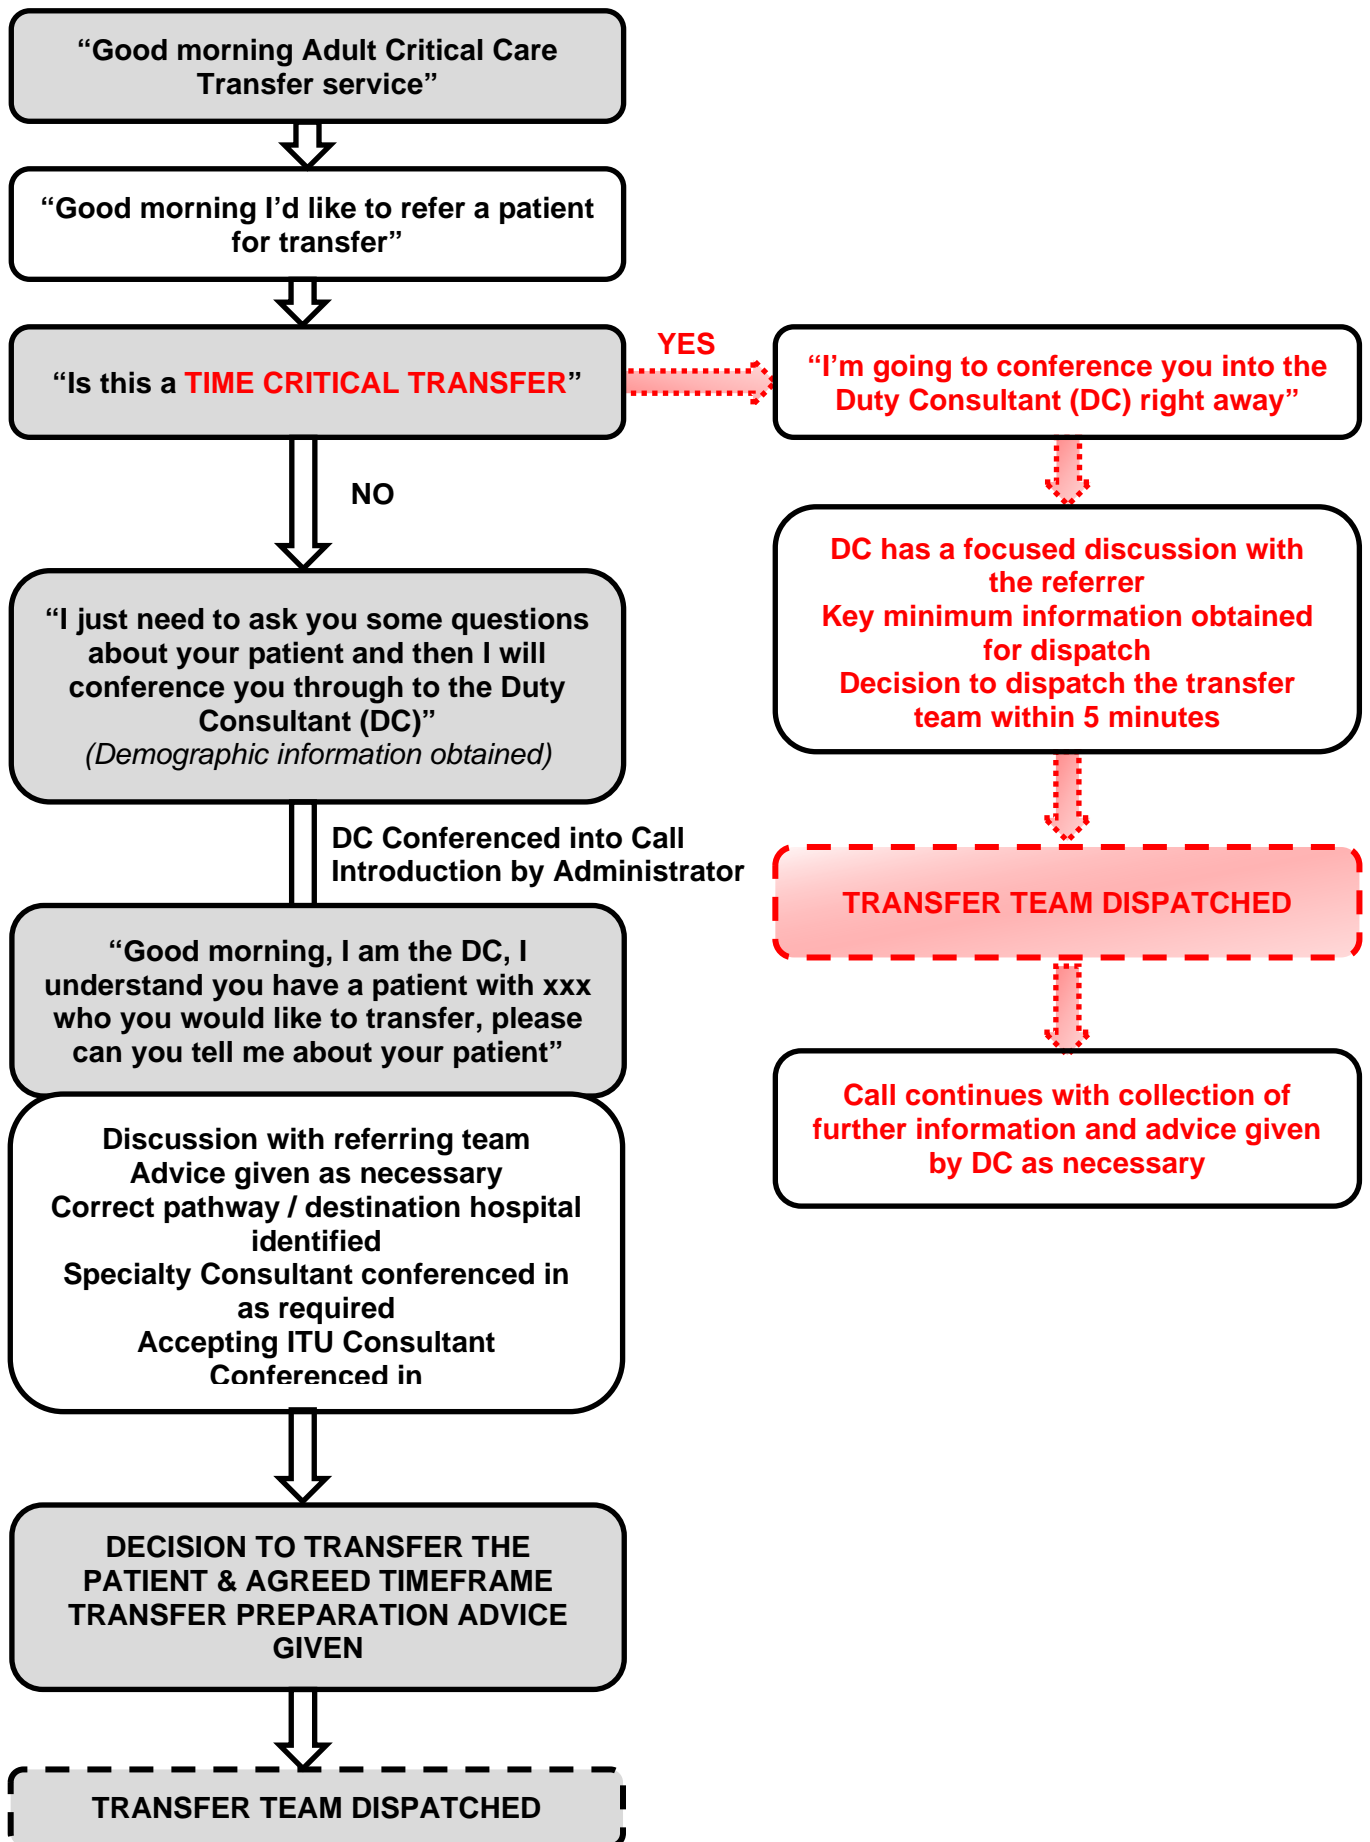 “Good morning Adult Critical Care
Transfer service”
“Good morning I’d like to refer a patient
for transfer”
“Is this a TIME CRITICAL TRANSFER”
YES
“I’m going to conference you into the
Duty Consultant (DC) right away”
NO
DC has a focused discussion with
the referrer
Key minimum information obtained
for dispatch
Decision to dispatch the transfer
team within 5 minutes
TRANSFER TEAM DISPATCHED
Call continues with collection of
further information and advice given
by DC as necessary
“I just need to ask you some questions
about your patient and then I will
conference you through to the Duty
Consultant (DC)”
(Demographic information obtained)
DC Conferenced into Call
Introduction by Administrator
“Good morning, I am the DC, I
understand you have a patient with xxx
who you would like to transfer, please
can you tell me about your patient”
Discussion with referring team
Advice given as necessary
Correct pathway / destination hospital
identified
Specialty Consultant conferenced in
as required
Accepting ITU Consultant
Conferenced in
DECISION TO TRANSFER THE
PATIENT & AGREED TIMEFRAME
TRANSFER PREPARATION ADVICE
GIVEN
TRANSFER TEAM DISPATCHED